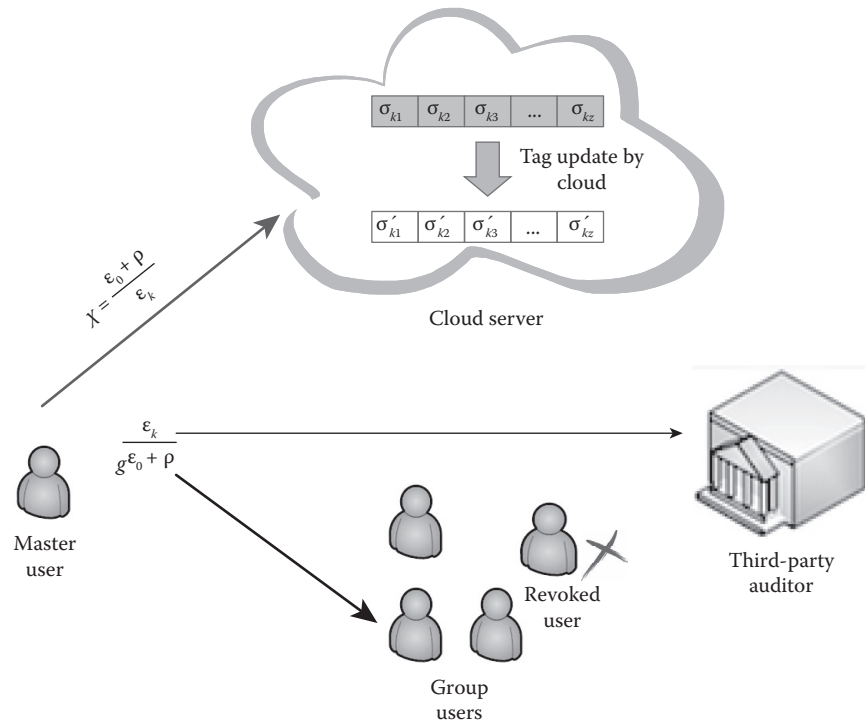 σk1 σk2 σk3 ... σkz
Tag update by
cloud
σ′k1 σ′k2 σ′k3 ... σ′kz
Cloud server
χ = ε0 + ρ / εk
εk
gε0 + ρ
Master
user
Revoked
user
Third-party
auditor
Group
users